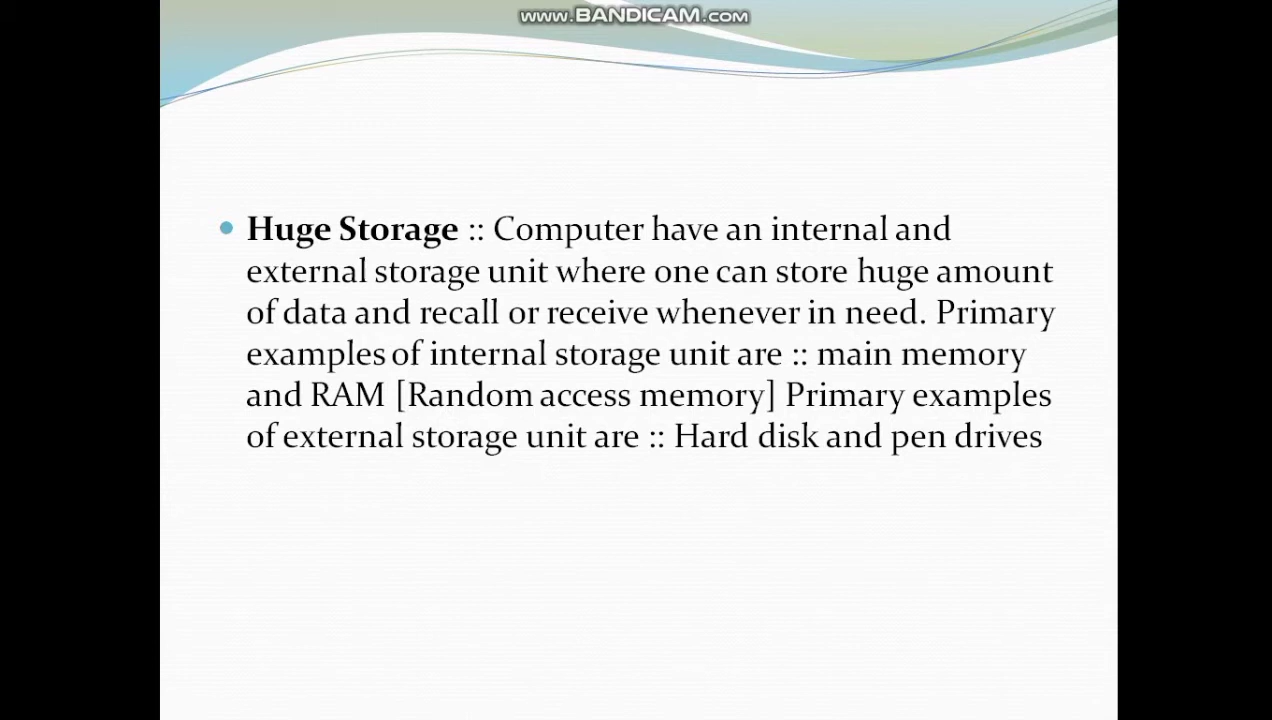 www.BANDICAM.com
Huge Storage :: Computer have an internal and
external storage unit where one can store huge amount
of data and recall or receive whenever in need. Primary
examples of internal storage unit are :: main memory
and RAM [Random access memory] Primary examples
of external storage unit are :: Hard disk and pen drives